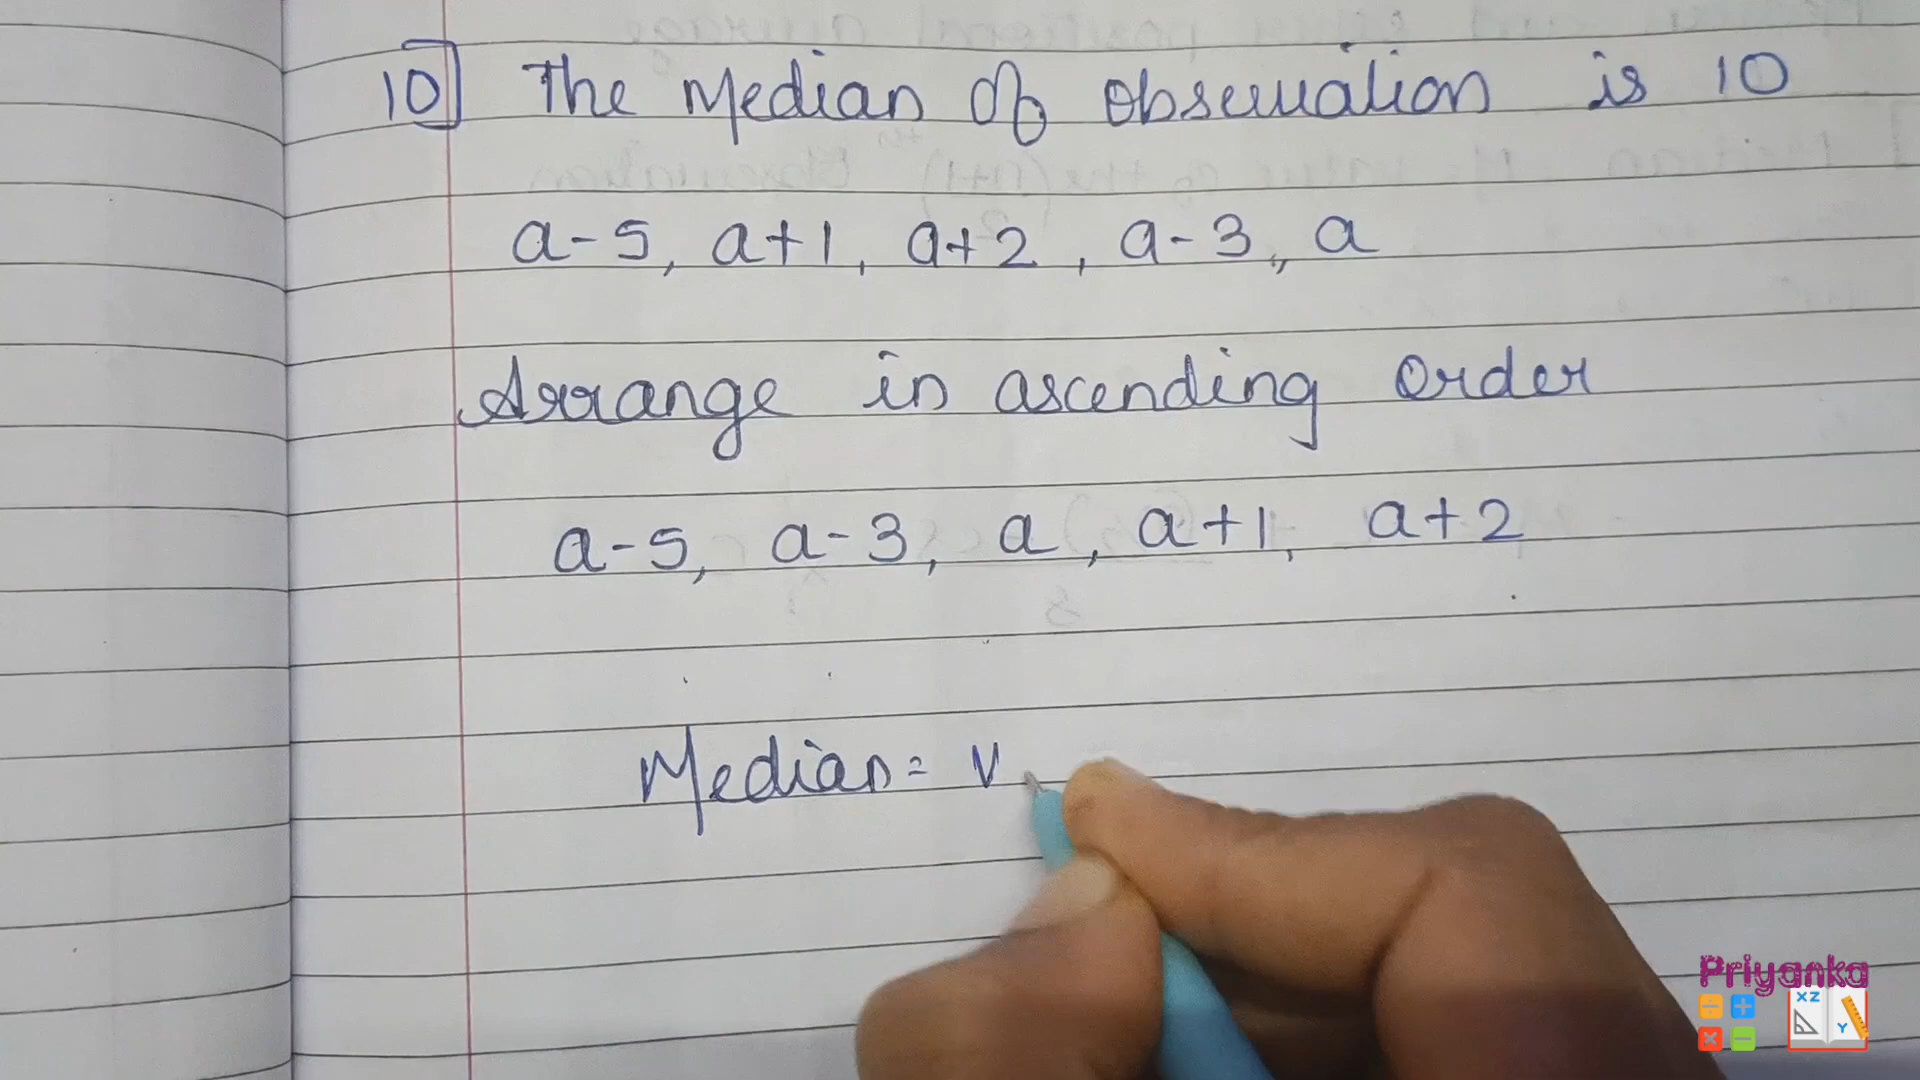 10] The Median of Observation is 10
a-5, a+1, a+2, a-3, a
Arrange in ascending order
a-5, a-3, a, a+1, a+2
Median = v
Priyanka
XZ
Y